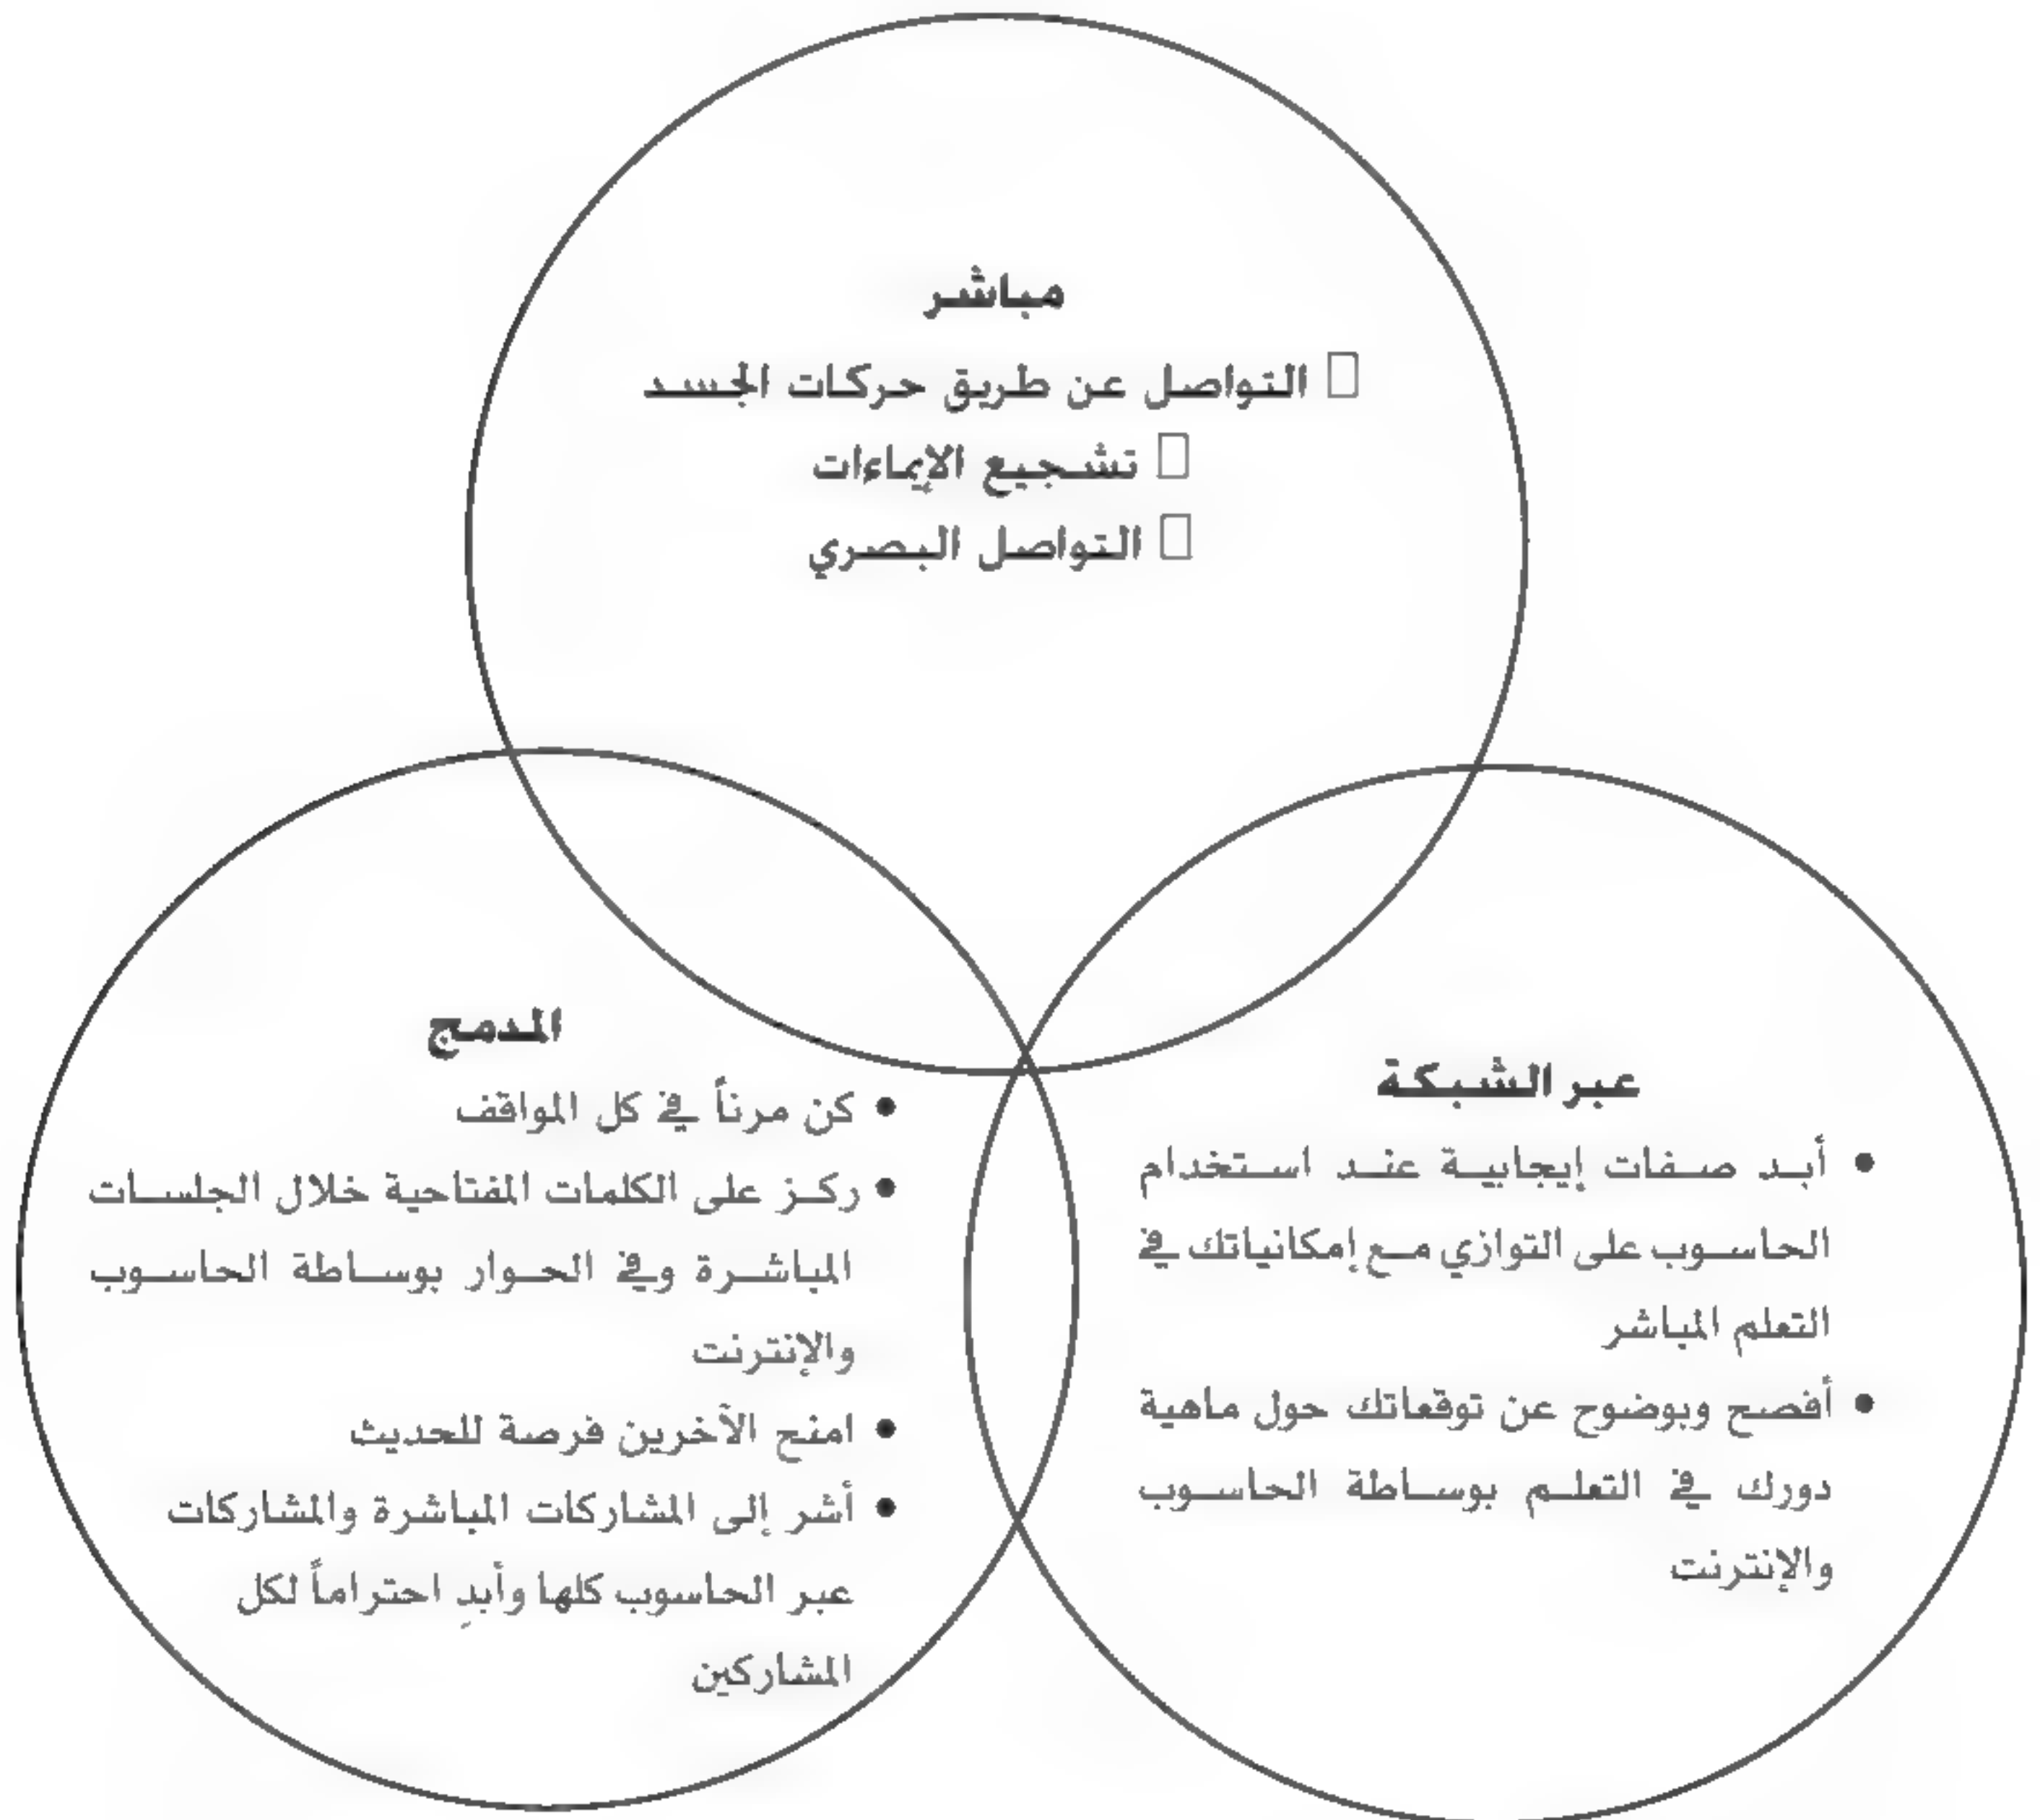 مباشر
التواصل عن طريق حركات الجسد
تشجيع الإيماءات
التواصل البصري
عبر الشبكة
• أبد صفات إيجابية عند استخدام
الحاسوب على التوازي مع إمكانياتك في
التعلم المباشر
• أفصح وبوضوح عن توقعاتك حول ماهية
دورك في التعلم بوساطة الحاسوب
والإنترنت
المدمج
• كن مرناً في كل المواقف
• ركز على الكلمات المفتاحية خلال الجلسات
المباشرة وفي الحوار بوساطة الحاسوب
والإنترنت
• امنح الآخرين فرصة للحديث
• أشر إلى المشاركات المباشرة والمشاركات
عبر الحاسوب كلها وأبدِ احتراماً لكل
المشاركين